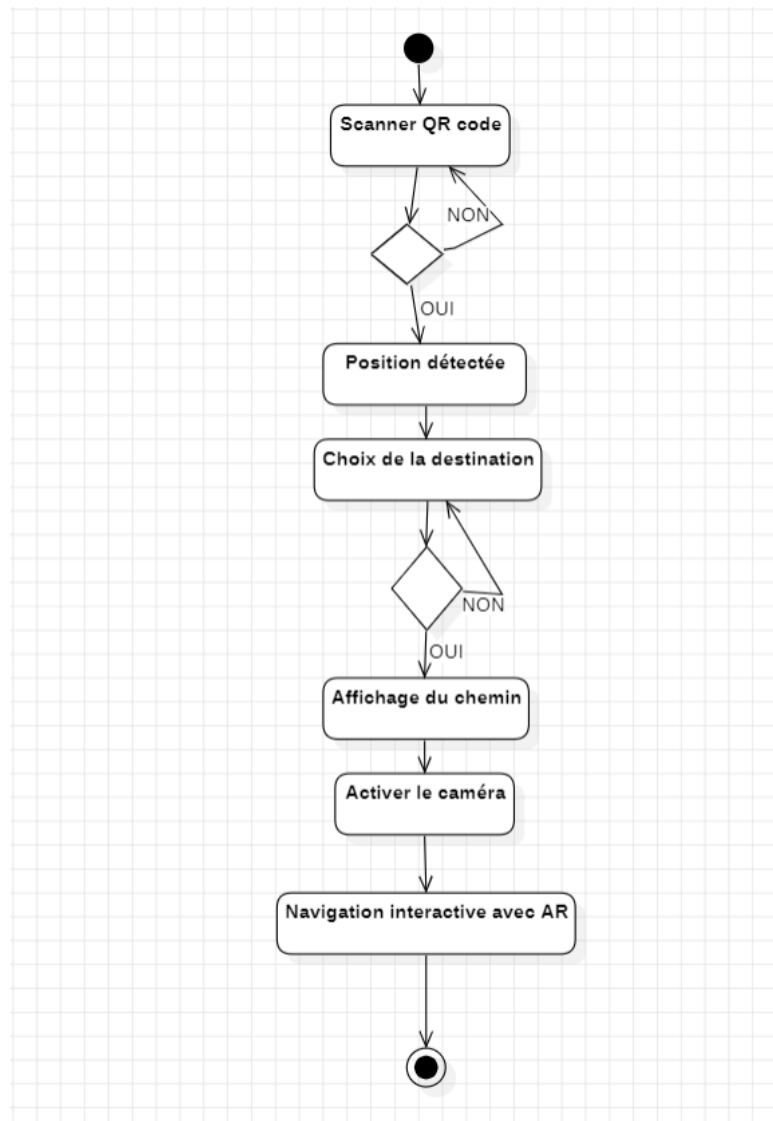 Scanner QR code
NON
OUI
Position détectée
Choix de la destination
NON
OUI
Affichage du chemin
Activer le caméra
Navigation interactive avec AR